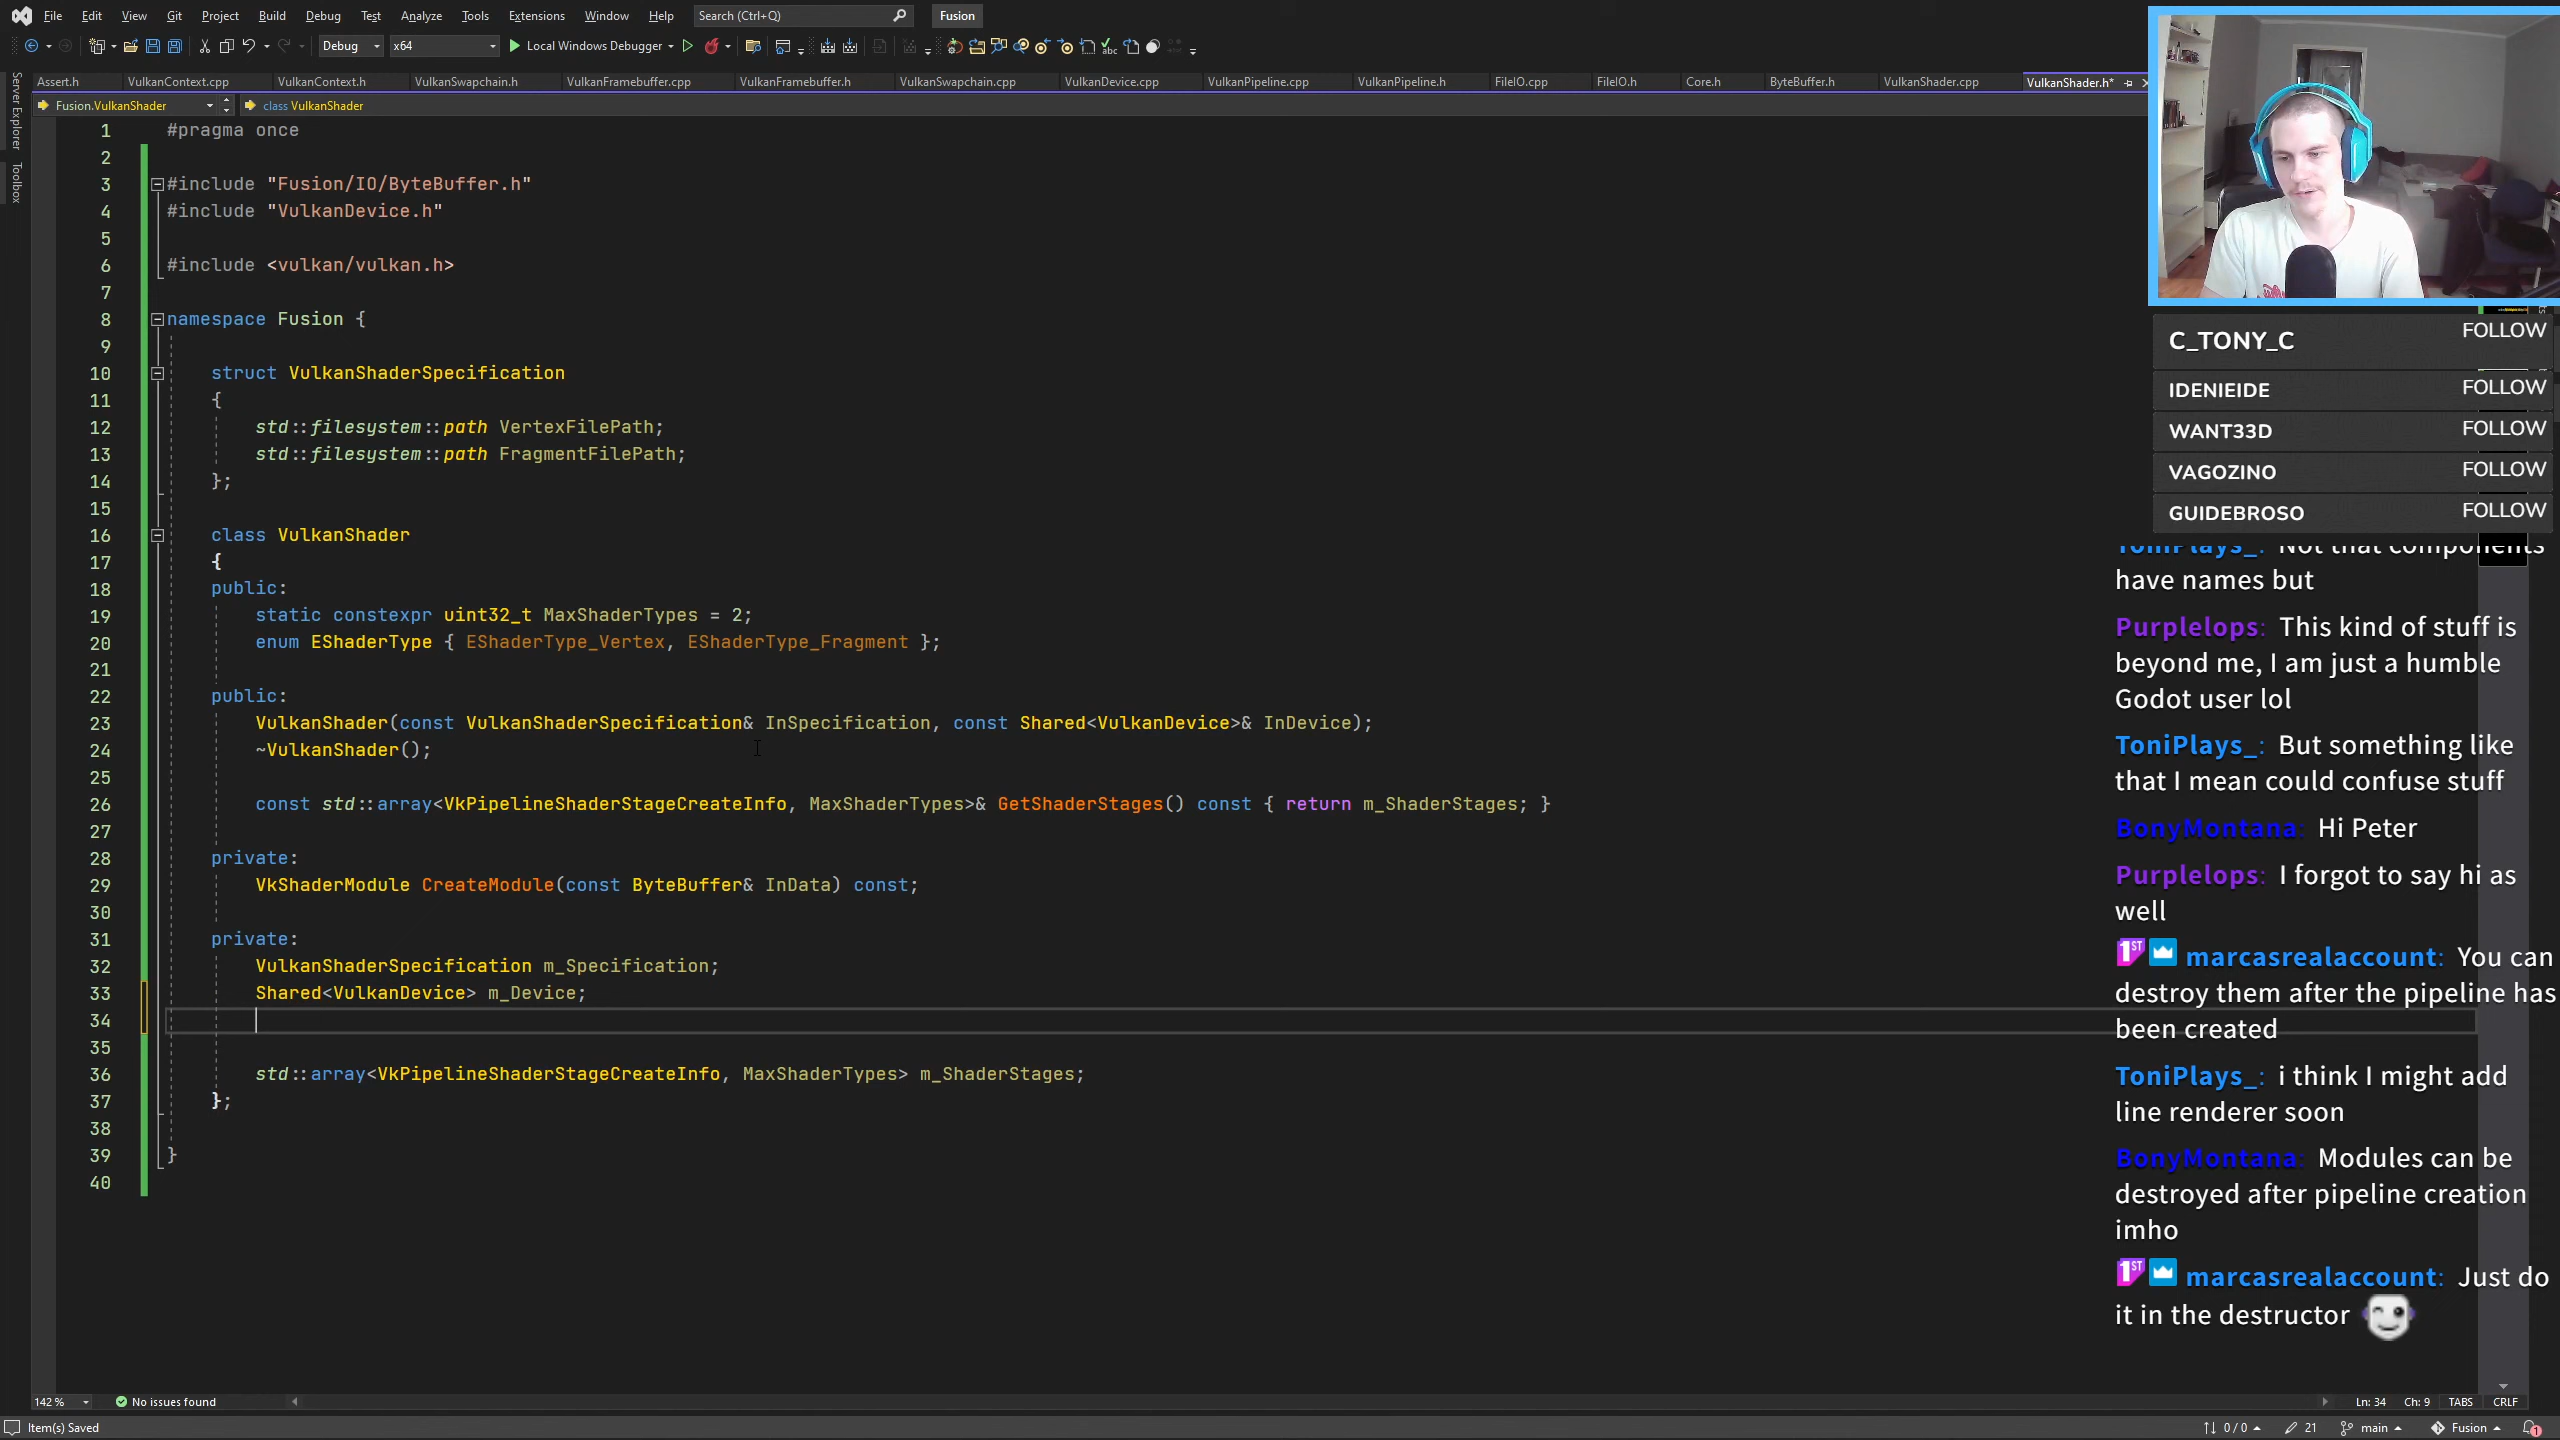 File Edit View Git Project Build Debug Test Analyze Tools Extensions Window Help Search (Ctrl+Q) Fusion
Debug x64 Local Windows Debugger
Assert.h VulkanContext.cpp VulkanContext.h VulkanSwapchain.h VulkanFramebuffer.cpp VulkanFramebuffer.h VulkanSwapchain.cpp VulkanDevice.cpp VulkanPipeline.cpp VulkanPipeline.h FileIO.cpp FileIO.h Core.h ByteBuffer.h VulkanShader.cpp VulkanShader.h*
Fusion.VulkanShader class VulkanShader
Server Explorer
Toolbox
1 #pragma once
2
3 #include "Fusion/IO/ByteBuffer.h"
4 #include "VulkanDevice.h"
5
6 #include <vulkan/vulkan.h>
7
8 namespace Fusion {
9
10 struct VulkanShaderSpecification
11 {
12 std::filesystem::path VertexFilePath;
13 std::filesystem::path FragmentFilePath;
14 };
15
16 class VulkanShader
17 {
18 public:
19 static constexpr uint32_t MaxShaderTypes = 2;
20 enum EShaderType { EShaderType_Vertex, EShaderType_Fragment };
21
22 public:
23 VulkanShader(const VulkanShaderSpecification& InSpecification, const Shared<VulkanDevice>& InDevice);
24 ~VulkanShader();
25
26 const std::array<VkPipelineShaderStageCreateInfo, MaxShaderTypes>& GetShaderStages() const { return m_ShaderStages; }
27
28 private:
29 VkShaderModule CreateModule(const ByteBuffer& InData) const;
30
31 private:
32 VulkanShaderSpecification m_Specification;
33 Shared<VulkanDevice> m_Device;
34
35
36 std::array<VkPipelineShaderStageCreateInfo, MaxShaderTypes> m_ShaderStages;
37 };
38
39 }
40
C_TONY_C FOLLOW
IDENIEIDE FOLLOW
WANT33D FOLLOW
VAGOZINO FOLLOW
GUIDEBROSO FOLLOW
ToniPlays_: Not that components
have names but
Purplelops: This kind of stuff is
beyond me, I am just a humble
Godot user lol
ToniPlays_: But something like
that I mean could confuse stuff
BonyMontana: Hi Peter
Purplelops: I forgot to say hi as
well
1ST marcasrealaccount: You can
destroy them after the pipeline has
been created
ToniPlays_: i think I might add
line renderer soon
BonyMontana: Modules can be
destroyed after pipeline creation
imho
1ST marcasrealaccount: Just do
it in the destructor
142 % No issues found Ln: 34 Ch: 9 TABS CRLF
Item(s) Saved 0 / 0 21 main Fusion 1